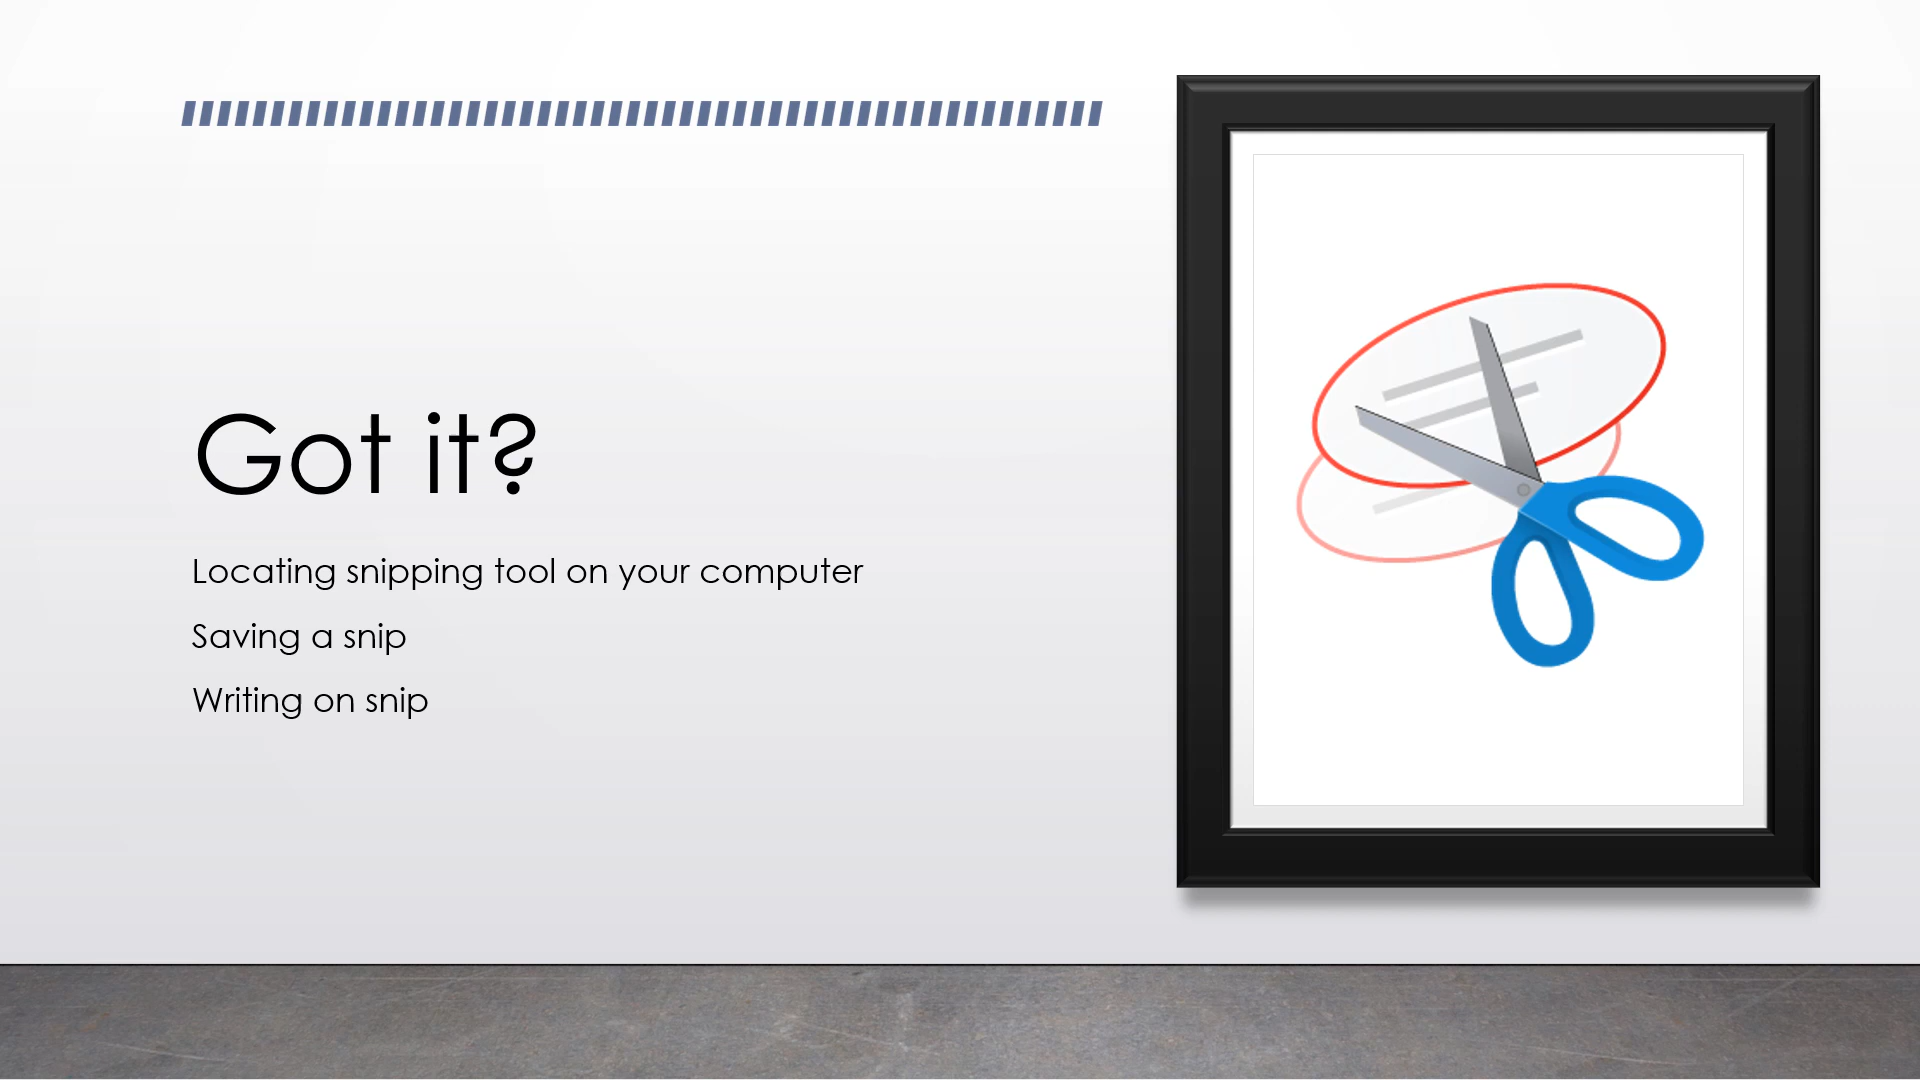 Got it?
Locating snipping tool on your computer
Saving a snip
Writing on snip